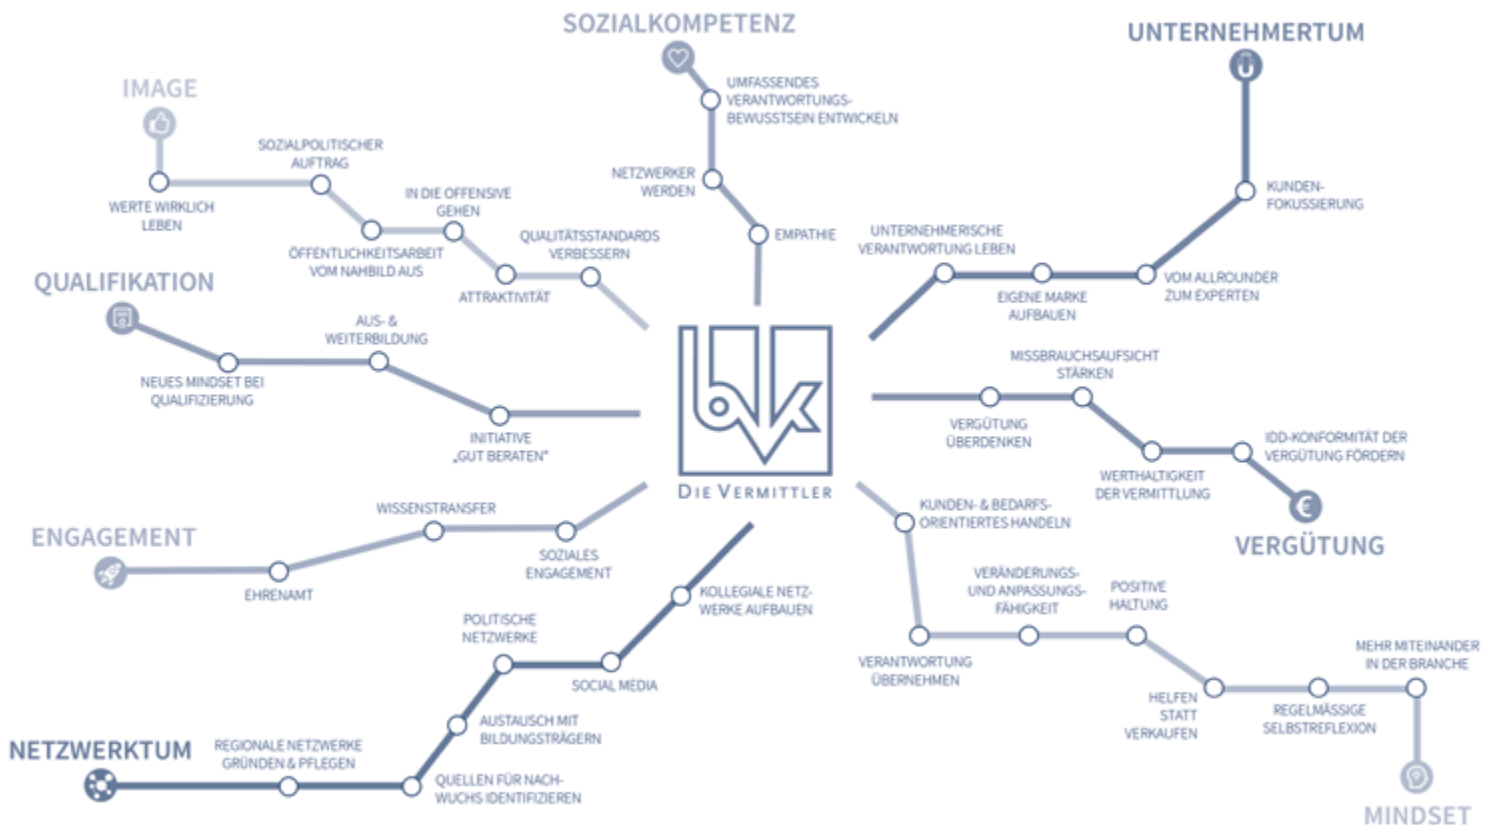 SOZIALKOMPETENZ
UMFASSENDES
VERANTWORTUNGS-
BEWUSSTSEIN ENTWICKELN
NETZWERKER
WERDEN
EMPATHIE
UNTERNEHMERTUM
KUNDEN-
FOKUSSIERUNG
VOM ALLROUNDER
ZUM EXPERTEN
EIGENE MARKE
AUFBAUEN
UNTERNEHMERISCHE
VERANTWORTUNG LEBEN
IMAGE
WERTE WIRKLICH
LEBEN
SOZIALPOLITISCHER
AUFTRAG
ÖFFENTLICHKEITSARBEIT
VOM NAHBILD AUS
IN DIE OFFENSIVE
GEHEN
ATTRAKTIVITÄT
QUALITÄTSSTANDARDS
VERBESSERN
QUALIFIKATION
NEUES MINDSET BEI
QUALIFIZIERUNG
AUS- &
WEITERBILDUNG
INITIATIVE
„GUT BERATEN“
bvk
DIE VERMITTLER
MISSBRAUCHSAUFSICHT
STÄRKEN
VERGÜTUNG
ÜBERDENKEN
WERTHALTIGKEIT
DER VERMITTLUNG
IDD-KONFORMITÄT DER
VERGÜTUNG FÖRDERN
€
VERGÜTUNG
ENGAGEMENT
EHRENAMT
WISSENSTRANSFER
SOZIALES
ENGAGEMENT
KUNDEN- & BEDARFS-
ORIENTIERTES HANDELN
VERANTWORTUNG
ÜBERNEHMEN
VERÄNDERUNGS-
UND ANPASSUNGS-
FÄHIGKEIT
POSITIVE
HALTUNG
HELFEN
STATT
VERKAUFEN
REGELMÄSSIGE
SELBSTREFLEXION
MEHR MITEINANDER
IN DER BRANCHE
MINDSET
NETZWERKTUM
REGIONALE NETZWERKE
GRÜNDEN & PFLEGEN
QUELLEN FÜR NACH-
WUCHS IDENTIFIZIEREN
AUSTAUSCH MIT
BILDUNGSTRÄGERN
POLITISCHE
NETZWERKE
SOCIAL MEDIA
KOLLEGIALE NETZ-
WERKE AUFBAUEN